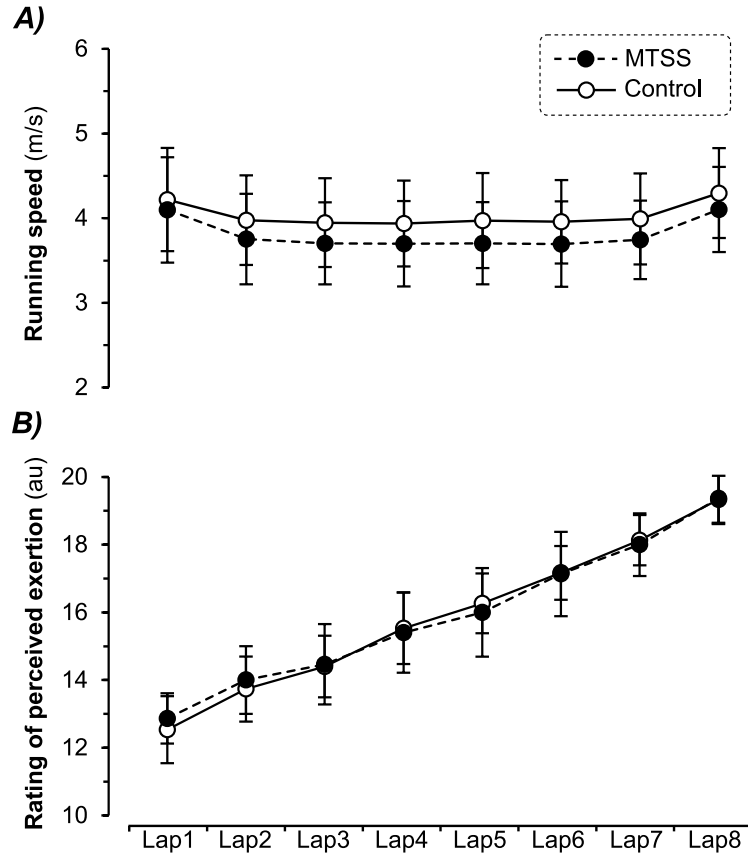 A)
MTSS
Control
Running speed (m/s)
6
5
4
3
2
B)
Rating of perceived exertion (au)
20
18
16
14
12
10
Lap1 Lap2 Lap3 Lap4 Lap5 Lap6 Lap7 Lap8